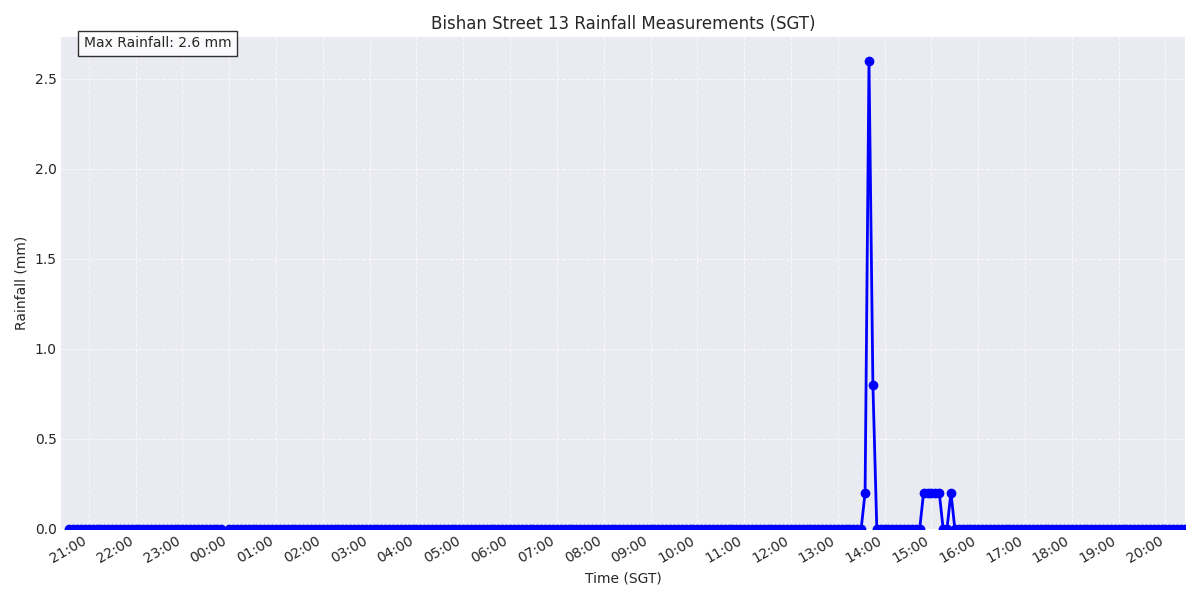 Bishan Street 13 Rainfall Measurements (SGT)
Max Rainfall: 2.6 mm
2.5
2.0
1.5
1.0
0.5
0.0
Rainfall (mm)
21:00 22:00 23:00 00:00 01:00 02:00 03:00 04:00 05:00 06:00 07:00 08:00 09:00 10:00 11:00 12:00 13:00 14:00 15:00 16:00 17:00 18:00 19:00 20:00
Time (SGT)